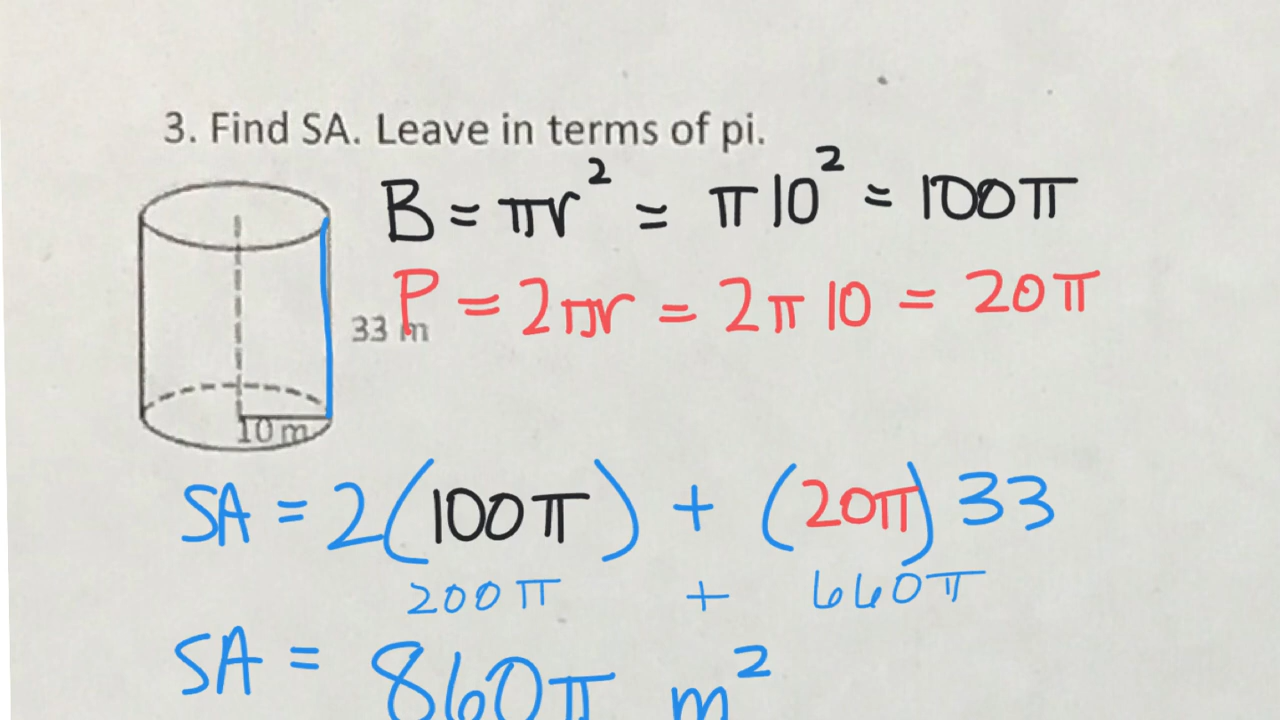 3. Find SA. Leave in terms of pi.
B = πr² = π10² = 100π
P = 2πr = 2π10 = 20π
33 m
10 m
SA = 2(100π) + (20π)33
200π + 660π
SA = 860π m²